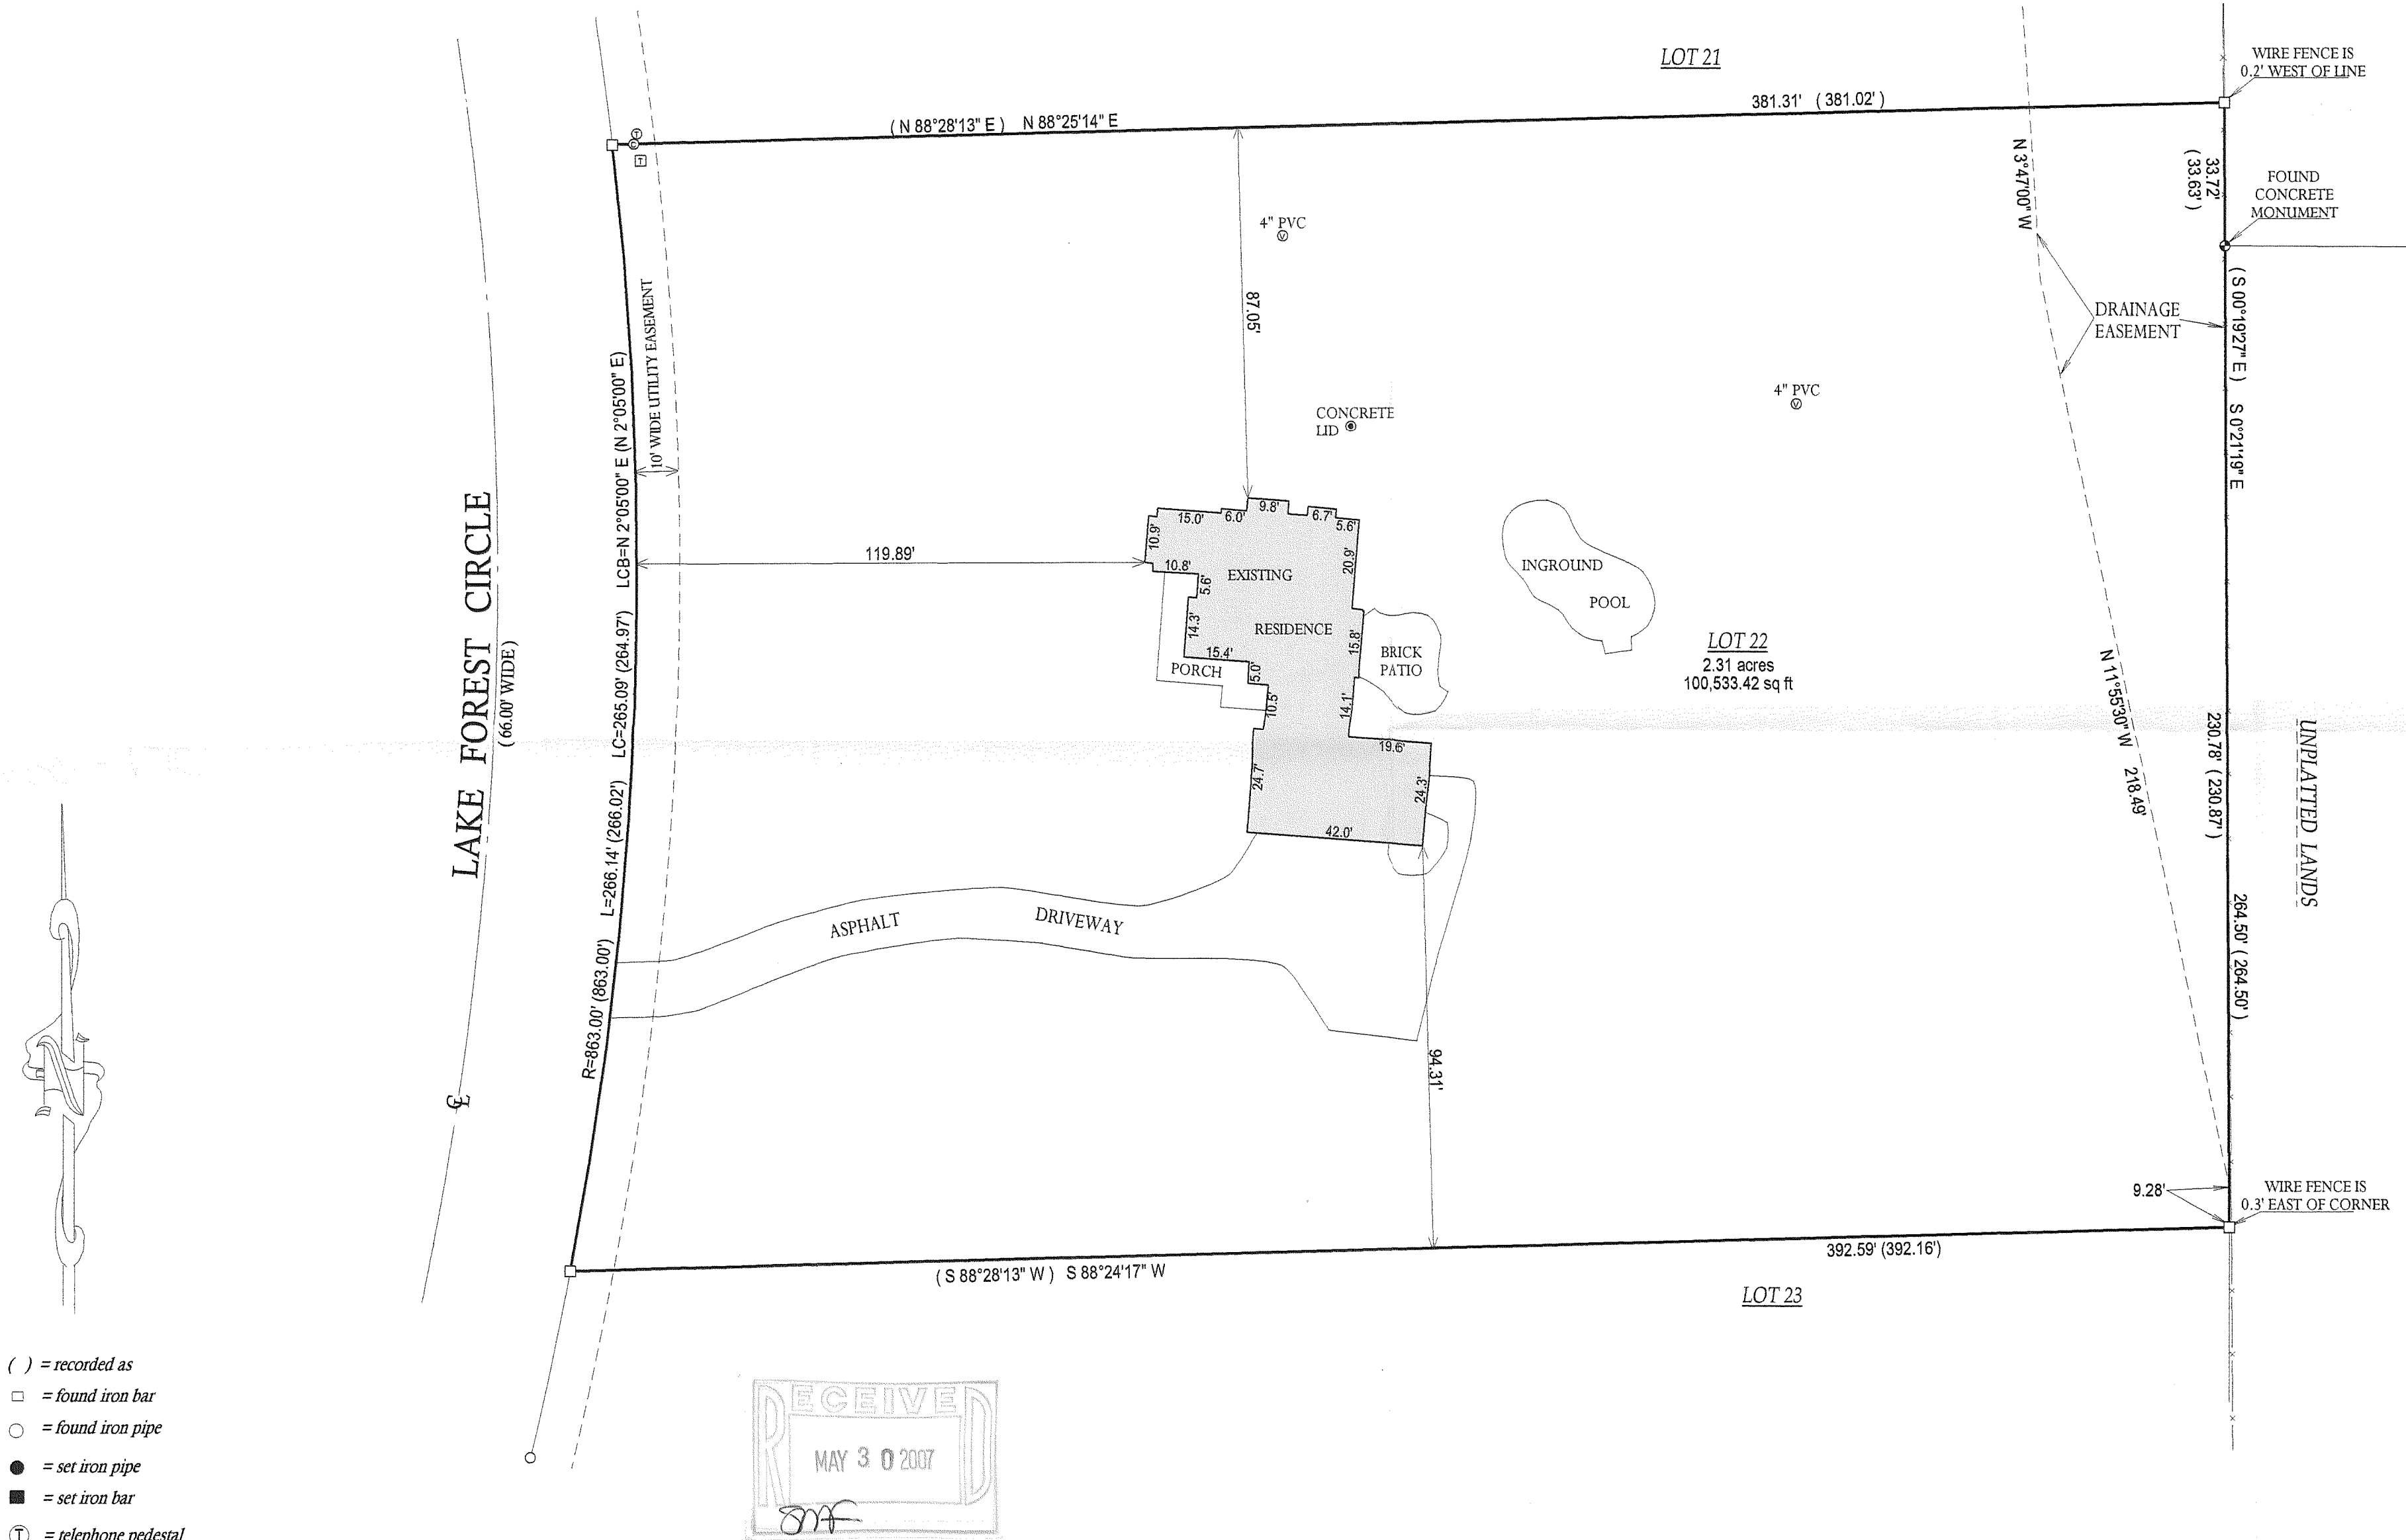 LOT 21
WIRE FENCE IS
0.2' WEST OF LINE
( N 88°28'13" E ) N 88°25'14" E
381.31' ( 381.02' )
T
C
T
33.72'
( 33.63' )
FOUND
CONCRETE
MONUMENT
N 3°47'00" W
4" PVC
V
87.05'
10' WIDE UTILITY EASEMENT
DRAINAGE
EASEMENT
( S 00°19'27" E ) S 0°21'19" E
4" PVC
V
CONCRETE
LID
LAKE FOREST CIRCLE
( 66.00' WIDE )
R=863.00' (863.00') L=266.14' (266.02') LC=265.09' (264.97') LCB=N 2°05'00" E (N 2°05'00" E)
119.89'
15.0'
6.0'
9.8'
6.7'
5.6'
10.9'
10.8'
5.6'
20.9'
EXISTING
RESIDENCE
14.3'
15.4'
PORCH
5.0'
10.5'
15.8'
14.1'
BRICK
PATIO
19.6'
24.7'
24.3'
42.0'
INGROUND
POOL
LOT 22
2.31 acres
100,533.42 sq ft
N 11°55'30" W 218.49'
230.78' ( 230.87' )
264.50' ( 264.50' )
UNPLATTED LANDS
ASPHALT DRIVEWAY
94.31'
9.28'
WIRE FENCE IS
0.3' EAST OF CORNER
392.59' (392.16')
( S 88°28'13" W ) S 88°24'17" W
LOT 23
( ) = recorded as
= found iron bar
= found iron pipe
= set iron pipe
= set iron bar
T = telephone pedestal
RECEIVED
MAY 30 2007